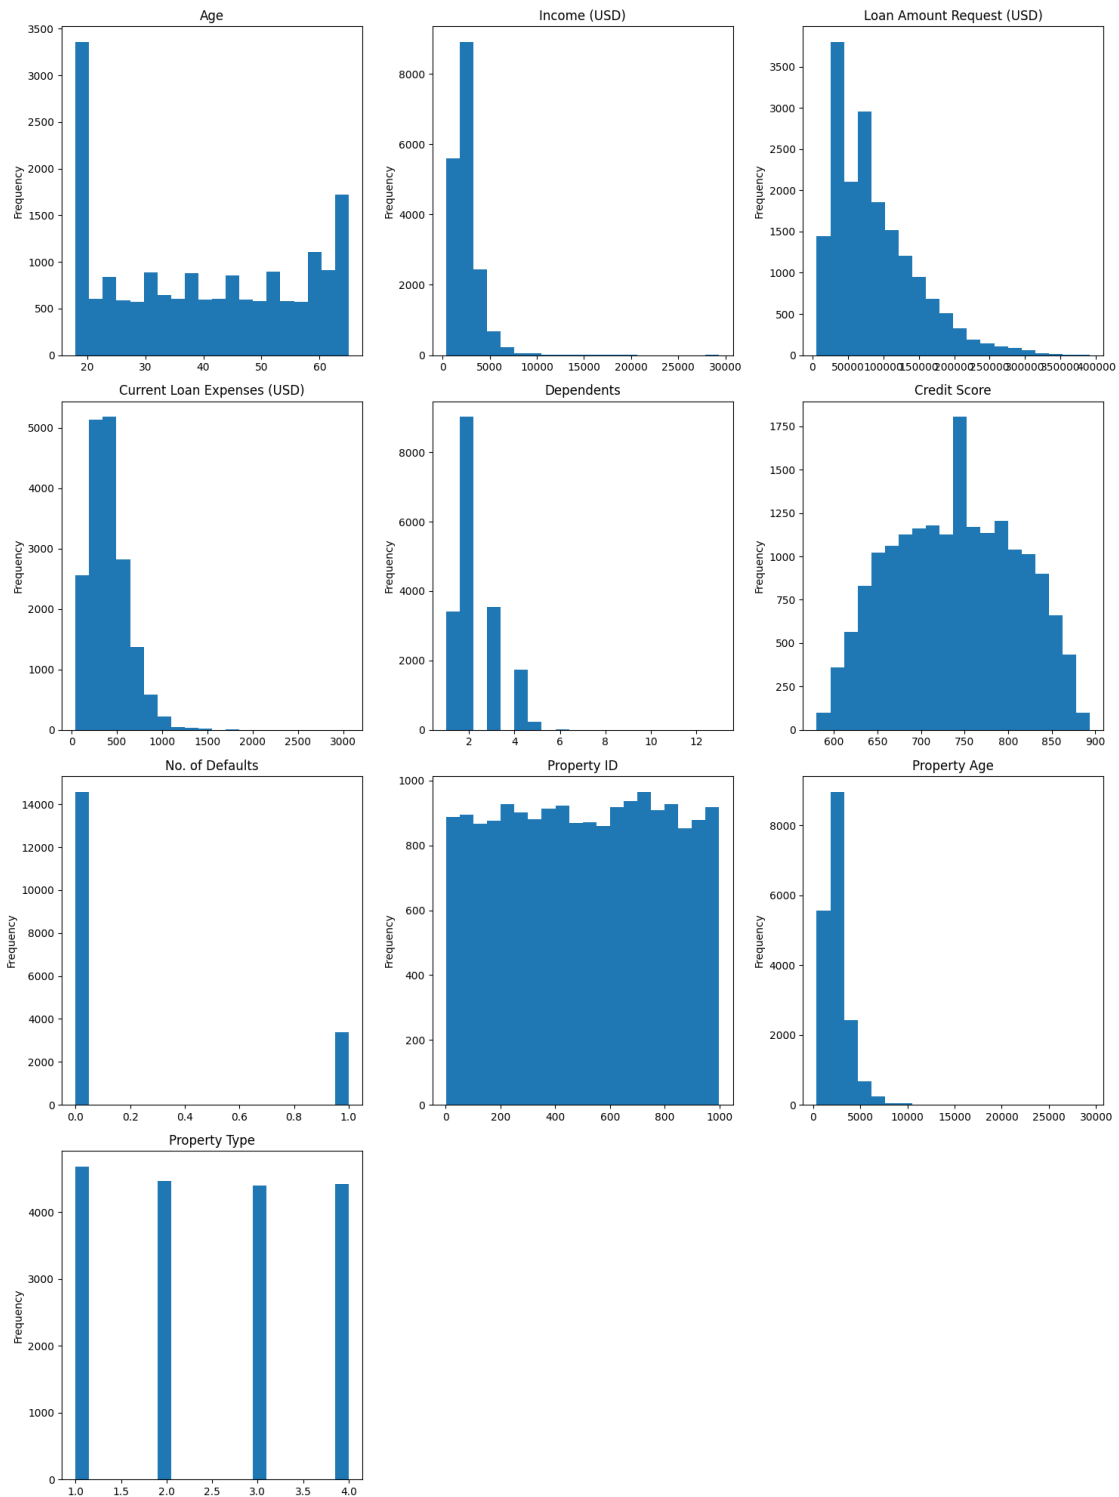 Age
Frequency
3500
3000
2500
2000
1500
1000
500
0
20 30 40 50 60
Income (USD)
Frequency
8000
6000
4000
2000
0
0 5000 10000 15000 20000 25000 30000
Loan Amount Request (USD)
Frequency
3500
3000
2500
2000
1500
1000
500
0
0 50000 100000 150000 200000 250000 300000 350000 400000
Current Loan Expenses (USD)
Frequency
5000
4000
3000
2000
1000
0
0 500 1000 1500 2000 2500 3000
Dependents
Frequency
8000
6000
4000
2000
0
2 4 6 8 10 12
Credit Score
Frequency
1750
1500
1250
1000
750
500
250
0
600 650 700 750 800 850 900
No. of Defaults
Frequency
14000
12000
10000
8000
6000
4000
2000
0
0.0 0.2 0.4 0.6 0.8 1.0
Property ID
Frequency
1000
800
600
400
200
0
0 200 400 600 800 1000
Property Age
Frequency
8000
6000
4000
2000
0
0 5000 10000 15000 20000 25000 30000
Property Type
Frequency
4000
3000
2000
1000
0
1.0 1.5 2.0 2.5 3.0 3.5 4.0